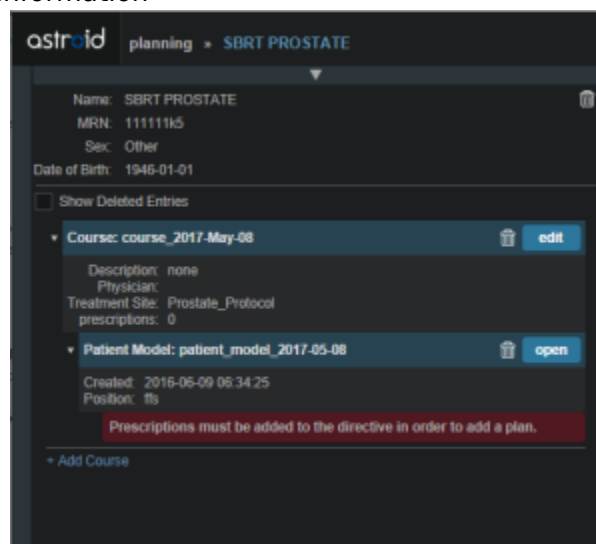 astroid planning » SBRT PROSTATE
Name: SBRT PROSTATE
MRN: 111111k5
Sex: Other
Date of Birth: 1946-01-01
Show Deleted Entries
Course: course_2017-May-08 edit
Description: none
Physician:
Treatment Site: Prostate_Protocol
prescriptions: 0
Patient Model: patient_model_2017-05-08 open
Created: 2016-06-09 06:34:25
Position: ffs
Prescriptions must be added to the directive in order to add a plan.
+ Add Course